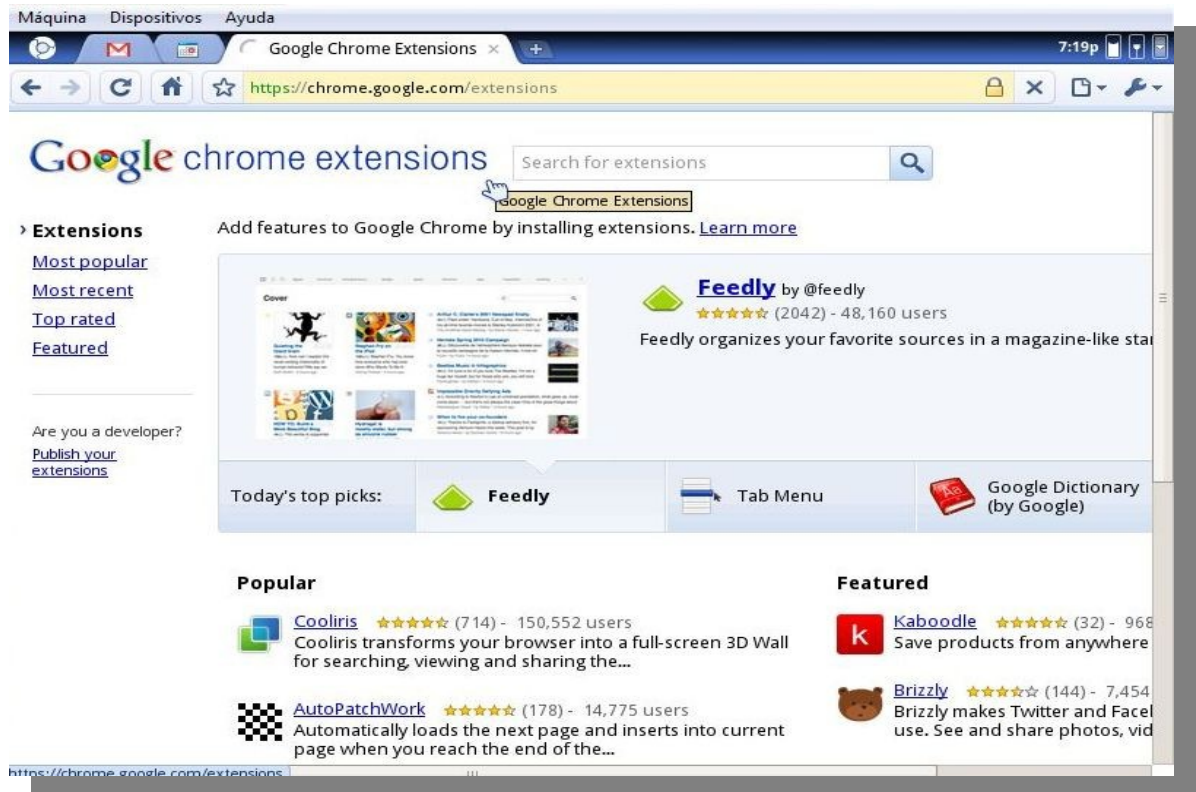 Máquina Dispositivos Ayuda
Google Chrome Extensions
7:19p
https://chrome.google.com/extensions
Google chrome extensions
Search for extensions
Google Chrome Extensions
Extensions
Add features to Google Chrome by installing extensions. Learn more
Most popular
Most recent
Top rated
Featured
Are you a developer?
Publish your
extensions
Cover
Feedly by @feedly
(2042) - 48,160 users
Feedly organizes your favorite sources in a magazine-like star
Today's top picks:
Feedly
Tab Menu
Google Dictionary
(by Google)
Popular
Cooliris (714) - 150,552 users
Cooliris transforms your browser into a full-screen 3D Wall
for searching, viewing and sharing the...
AutoPatchWork (178) - 14,775 users
Automatically loads the next page and inserts into current
page when you reach the end of the...
Featured
k
Kaboodle (32) - 968
Save products from anywhere
Brizzly (144) - 7,454
Brizzly makes Twitter and Facel
use. See and share photos, vid
https://chrome.google.com/extensions